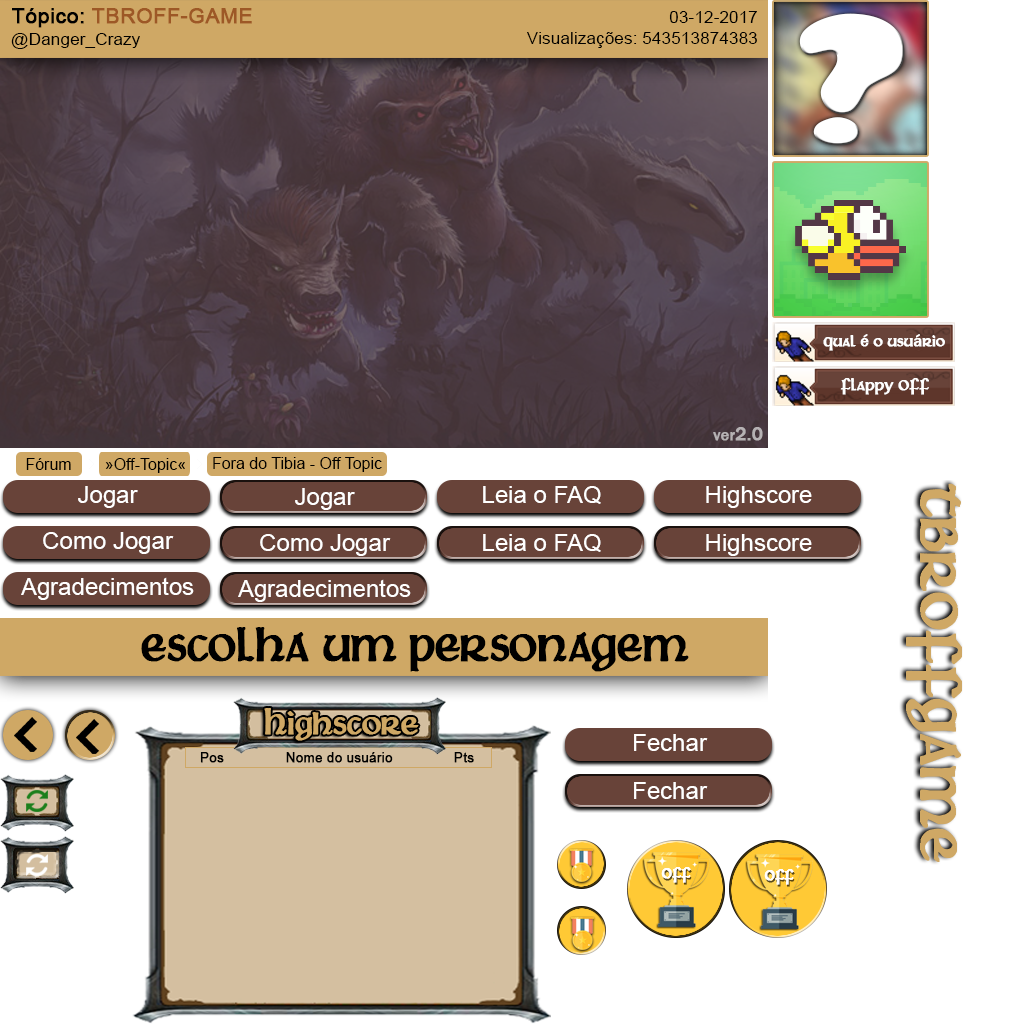 Tópico: TBROFF-GAME
@Danger_Crazy
03-12-2017
Visualizações: 543513874383
?
qual é o usuário
flappy off
ver2.0
Fórum
»Off-Topic«
Fora do Tibia - Off Topic
Jogar
Jogar
Leia o FAQ
Highscore
Como Jogar
Como Jogar
Leia o FAQ
Highscore
Agradecimentos
Agradecimentos
escolha um personagem
tbroffgame
highscore
Pos Nome do usuário Pts
Fechar
Fechar
off
off